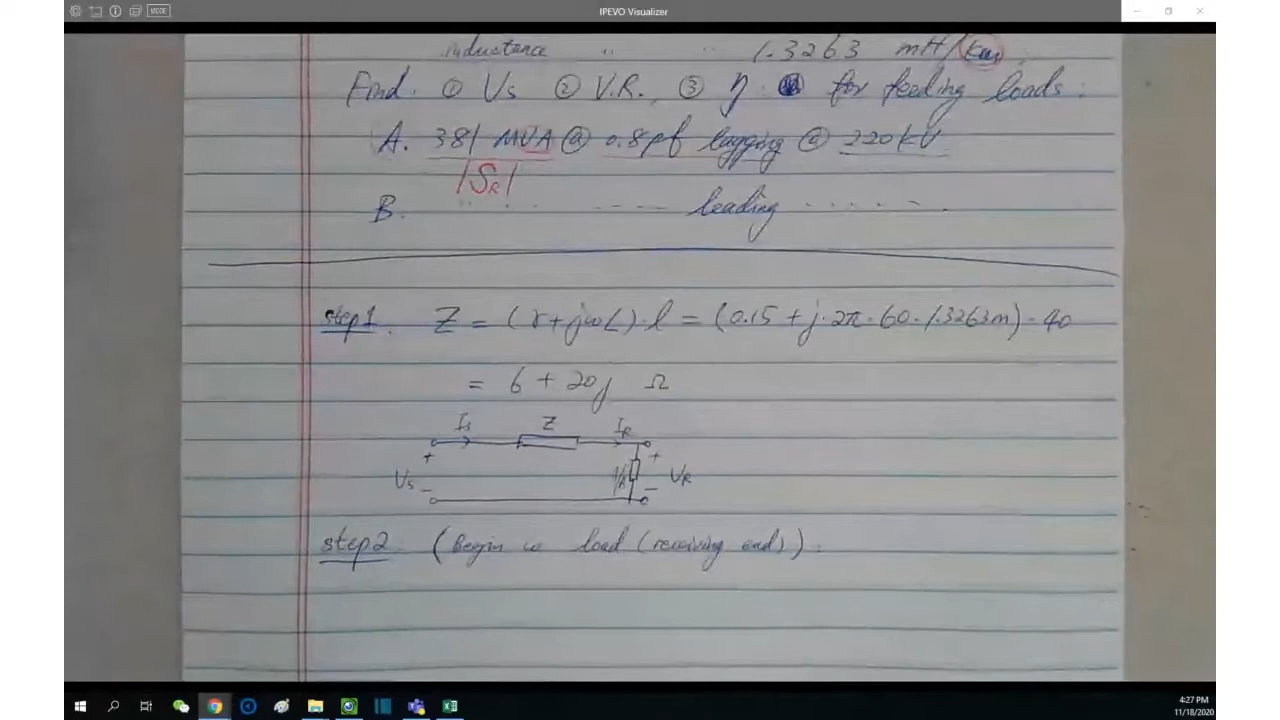 IPEVO Visualizer
MODE
inductance " " 1.3263 mH/km.
Find. ① Vs ② V.R. ③ η for feeding loads:
A. 381 MVA @ 0.8pf lagging @ 220kV
|SR|
B. leading
step1. Z = (r+jωL)·l = (0.15 + j·2π·60·1.3263m)·40
= 6 + 20j Ω
Is Z IR
+ +
Vs VR
− −
step2: (Begin w load (receiving end)).
4:27 PM
11/18/2020